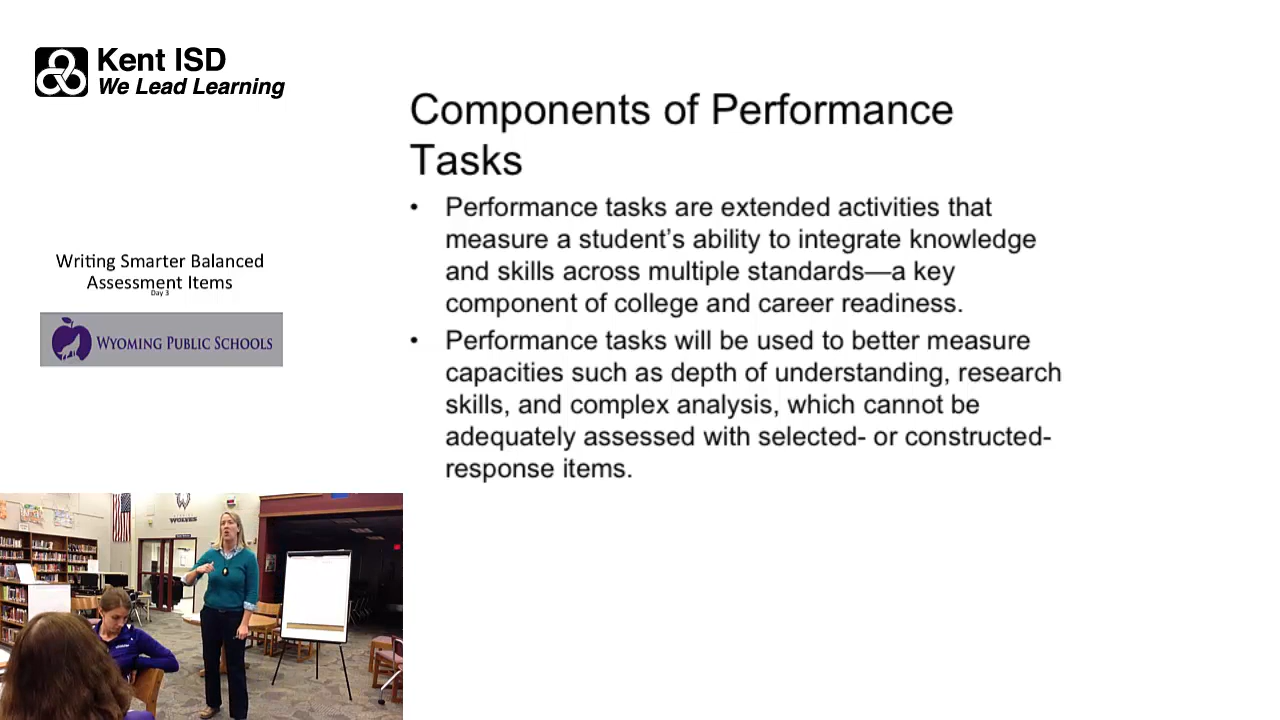 Kent ISD
We Lead Learning
Components of Performance
Tasks
• Performance tasks are extended activities that
measure a student's ability to integrate knowledge
and skills across multiple standards—a key
component of college and career readiness.
• Performance tasks will be used to better measure
capacities such as depth of understanding, research
skills, and complex analysis, which cannot be
adequately assessed with selected- or constructed-
response items.
Writing Smarter Balanced
Assessment Items
Day 3
WYOMING PUBLIC SCHOOLS
WOLVES